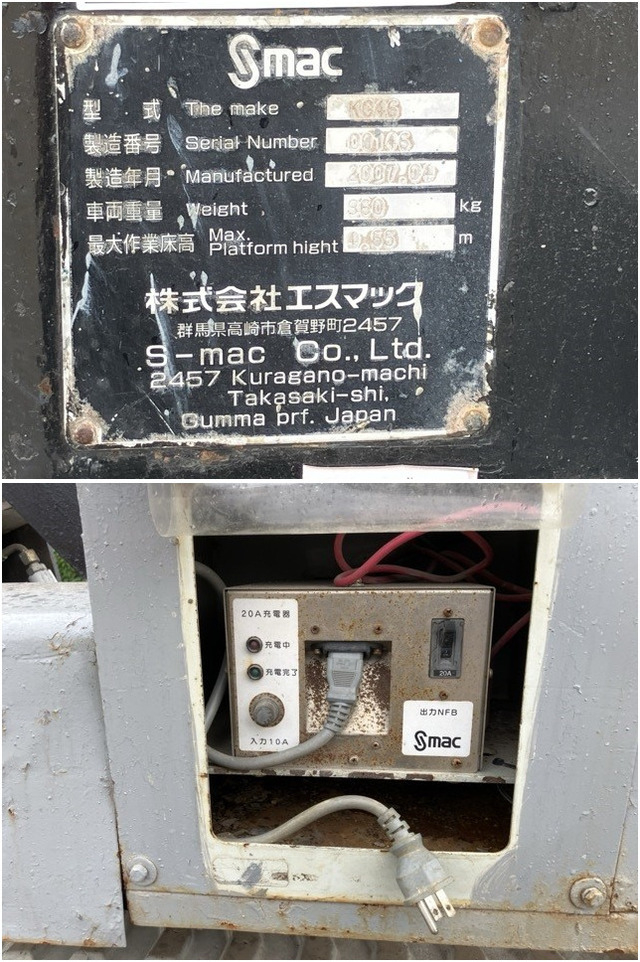 Smac
型 式 The make KG4S
製造番号 Serial Number
製造年月 Manufactured
車両重量 Weight kg
最大作業床高 Max. Platform hight m
株式会社エスマック
群馬県高崎市倉賀野町2457
S-mac Co., Ltd.
2457 Kuragano-machi
Takasaki-shi,
Gumma prf. Japan
20A充電器
充電中
充電完了
入力10A
20A
出力NFB
Smac